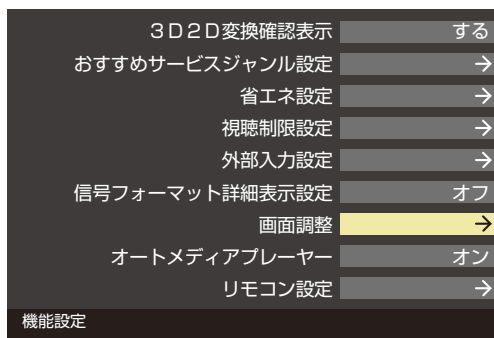 ３Ｄ２Ｄ変換確認表示 する
おすすめサービスジャンル設定 →
省エネ設定 →
視聴制限設定 →
外部入力設定 →
信号フォーマット詳細表示設定 オフ
画面調整 →
オートメディアプレーヤー オン
リモコン設定 →
機能設定